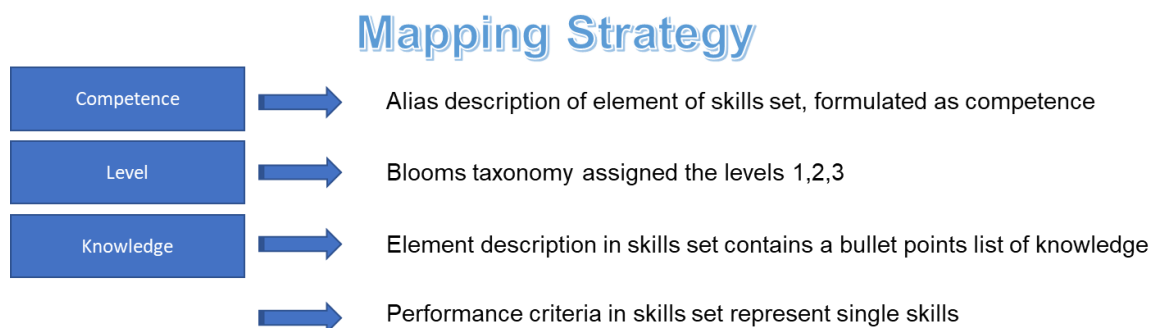 Mapping Strategy
Competence
Alias description of element of skills set, formulated as competence
Level
Blooms taxonomy assigned the levels 1,2,3
Knowledge
Element description in skills set contains a bullet points list of knowledge
Performance criteria in skills set represent single skills